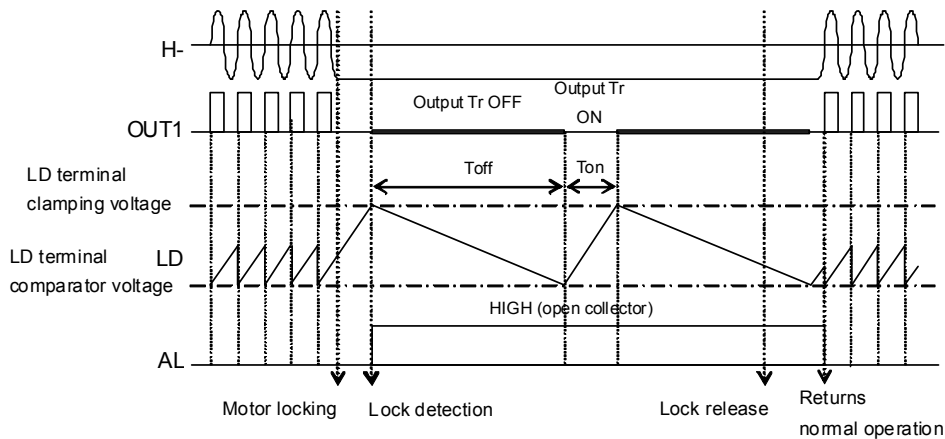 H-
Output Tr OFF
Output Tr
ON
OUT1
Toff
Ton
LD terminal
clamping voltage
LD
LD terminal
comparator voltage
HIGH (open collector)
AL
Motor locking
Lock detection
Lock release
Returns
normal operation